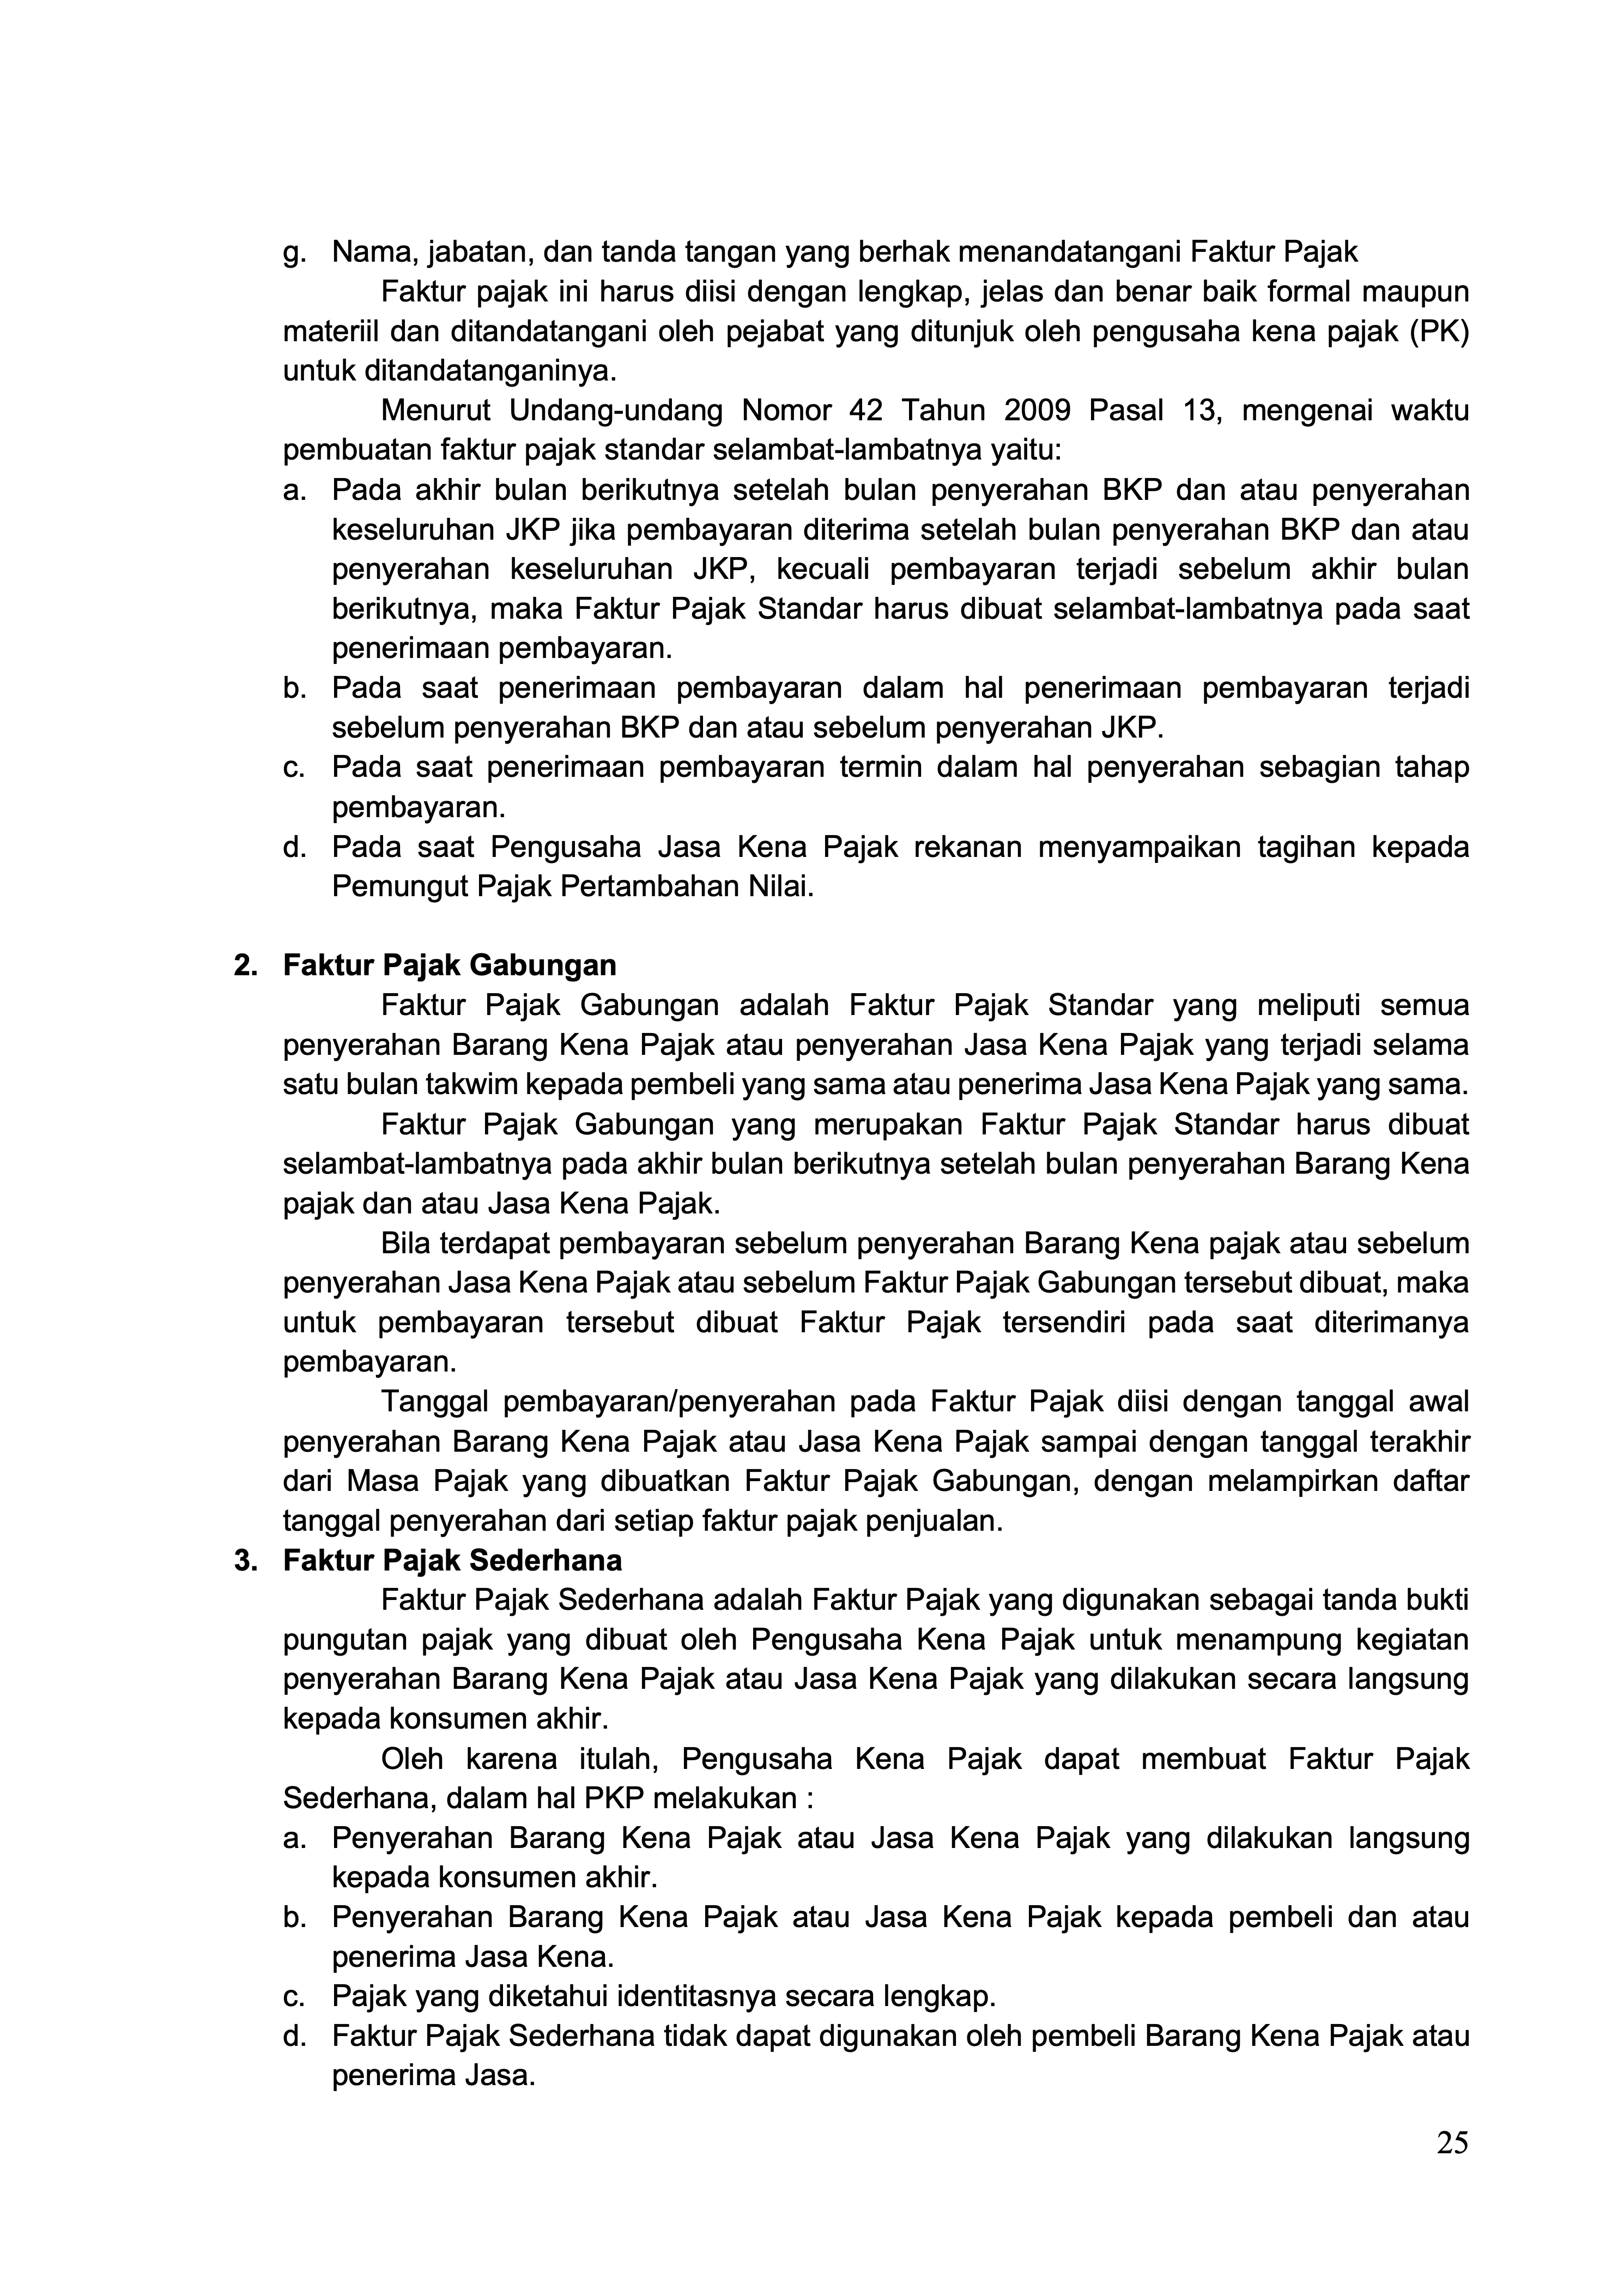 g. Nama, jabatan, dan tanda tangan yang berhak menandatangani Faktur Pajak
Faktur pajak ini harus diisi dengan lengkap, jelas dan benar baik formal maupun
materiil dan ditandatangani oleh pejabat yang ditunjuk oleh pengusaha kena pajak (PK)
untuk ditandatanganinya.
Menurut Undang-undang Nomor 42 Tahun 2009 Pasal 13, mengenai waktu
pembuatan faktur pajak standar selambat-lambatnya yaitu:
a. Pada akhir bulan berikutnya setelah bulan penyerahan BKP dan atau penyerahan
keseluruhan JKP jika pembayaran diterima setelah bulan penyerahan BKP dan atau
penyerahan keseluruhan JKP, kecuali pembayaran terjadi sebelum akhir bulan
berikutnya, maka Faktur Pajak Standar harus dibuat selambat-lambatnya pada saat
penerimaan pembayaran.
b. Pada saat penerimaan pembayaran dalam hal penerimaan pembayaran terjadi
sebelum penyerahan BKP dan atau sebelum penyerahan JKP.
c. Pada saat penerimaan pembayaran termin dalam hal penyerahan sebagian tahap
pembayaran.
d. Pada saat Pengusaha Jasa Kena Pajak rekanan menyampaikan tagihan kepada
Pemungut Pajak Pertambahan Nilai.
2. Faktur Pajak Gabungan
Faktur Pajak Gabungan adalah Faktur Pajak Standar yang meliputi semua
penyerahan Barang Kena Pajak atau penyerahan Jasa Kena Pajak yang terjadi selama
satu bulan takwim kepada pembeli yang sama atau penerima Jasa Kena Pajak yang sama.
Faktur Pajak Gabungan yang merupakan Faktur Pajak Standar harus dibuat
selambat-lambatnya pada akhir bulan berikutnya setelah bulan penyerahan Barang Kena
pajak dan atau Jasa Kena Pajak.
Bila terdapat pembayaran sebelum penyerahan Barang Kena pajak atau sebelum
penyerahan Jasa Kena Pajak atau sebelum Faktur Pajak Gabungan tersebut dibuat, maka
untuk pembayaran tersebut dibuat Faktur Pajak tersendiri pada saat diterimanya
pembayaran.
Tanggal pembayaran/penyerahan pada Faktur Pajak diisi dengan tanggal awal
penyerahan Barang Kena Pajak atau Jasa Kena Pajak sampai dengan tanggal terakhir
dari Masa Pajak yang dibuatkan Faktur Pajak Gabungan, dengan melampirkan daftar
tanggal penyerahan dari setiap faktur pajak penjualan.
3. Faktur Pajak Sederhana
Faktur Pajak Sederhana adalah Faktur Pajak yang digunakan sebagai tanda bukti
pungutan pajak yang dibuat oleh Pengusaha Kena Pajak untuk menampung kegiatan
penyerahan Barang Kena Pajak atau Jasa Kena Pajak yang dilakukan secara langsung
kepada konsumen akhir.
Oleh karena itulah, Pengusaha Kena Pajak dapat membuat Faktur Pajak
Sederhana, dalam hal PKP melakukan :
a. Penyerahan Barang Kena Pajak atau Jasa Kena Pajak yang dilakukan langsung
kepada konsumen akhir.
b. Penyerahan Barang Kena Pajak atau Jasa Kena Pajak kepada pembeli dan atau
penerima Jasa Kena.
c. Pajak yang diketahui identitasnya secara lengkap.
d. Faktur Pajak Sederhana tidak dapat digunakan oleh pembeli Barang Kena Pajak atau
penerima Jasa.
25